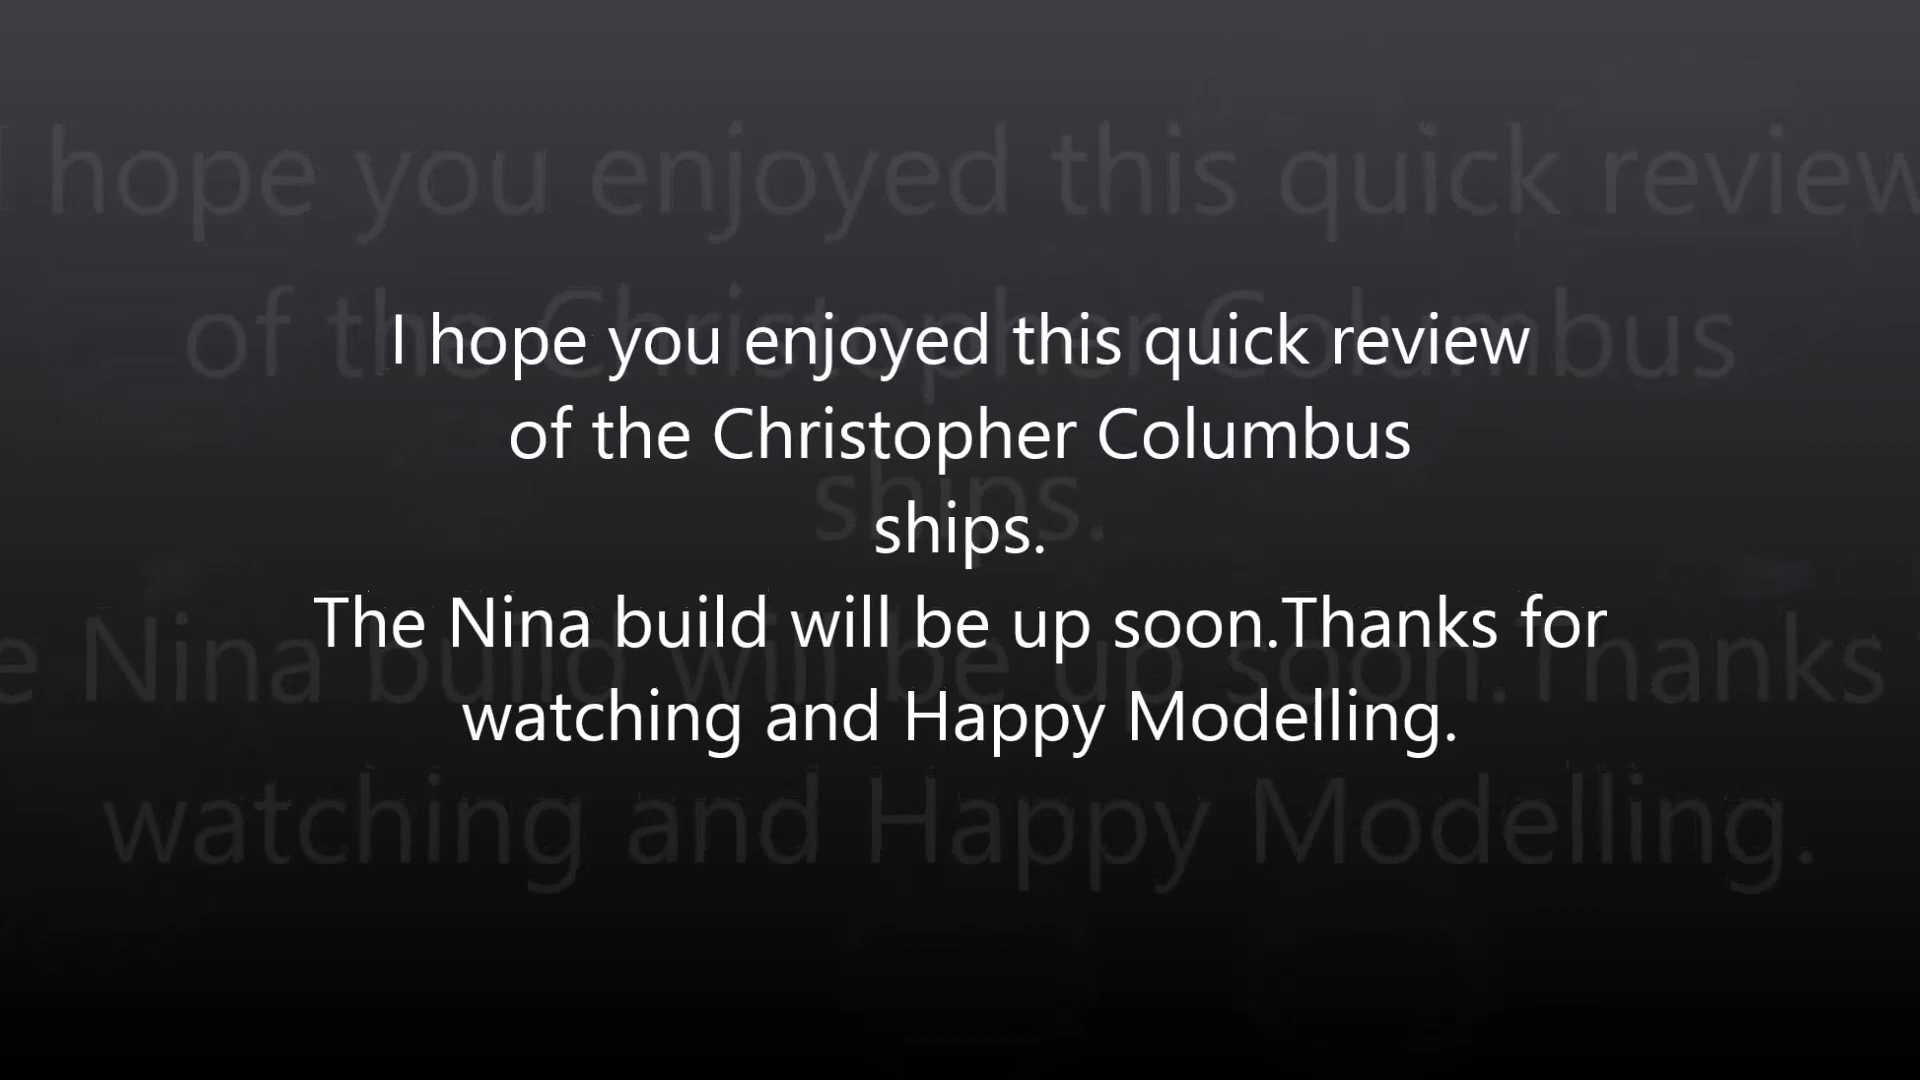 I hope you enjoyed this quick review
of the Christopher Columbus
ships.
The Nina build will be up soon.Thanks for
watching and Happy Modelling.